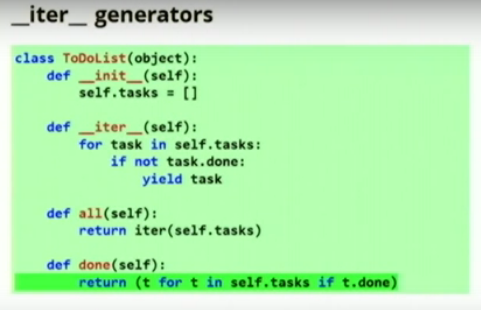 __iter__ generators
class ToDoList(object):
    def __init__(self):
        self.tasks = []
    def __iter__(self):
        for task in self.tasks:
            if not task.done:
                yield task
    def all(self):
        return iter(self.tasks)
    def done(self):
        return (t for t in self.tasks if t.done)